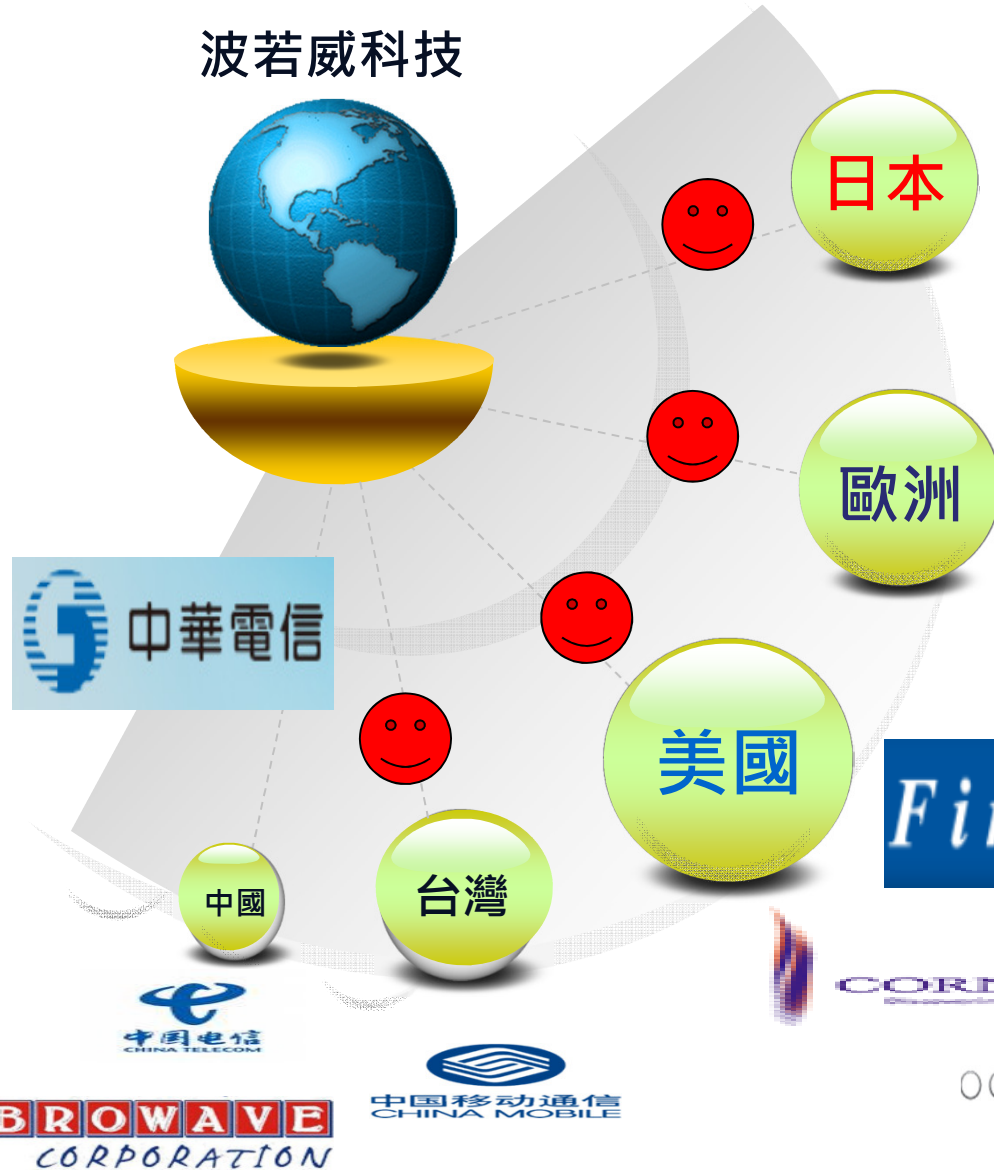 波若威科技
日本
歐洲
中華電信
美國
台灣
中國
中国电信
CHINA TELECOM
中国移动通信
CHINA MOBILE
BROWAVE
CORPORATION